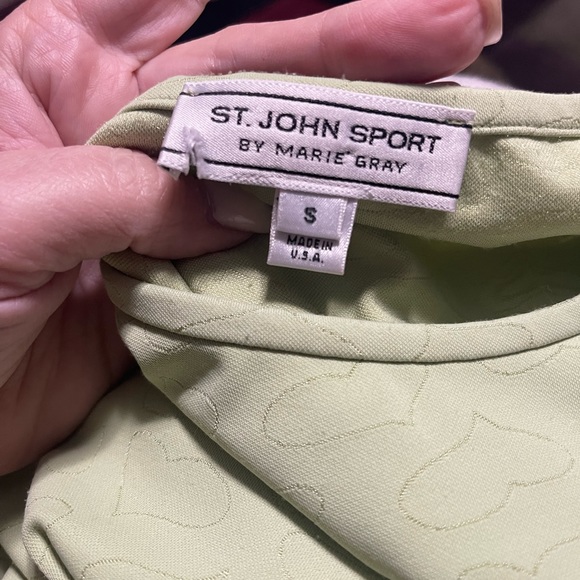 ST. JOHN SPORT
BY MARIE GRAY
S
MADE IN
U.S.A.